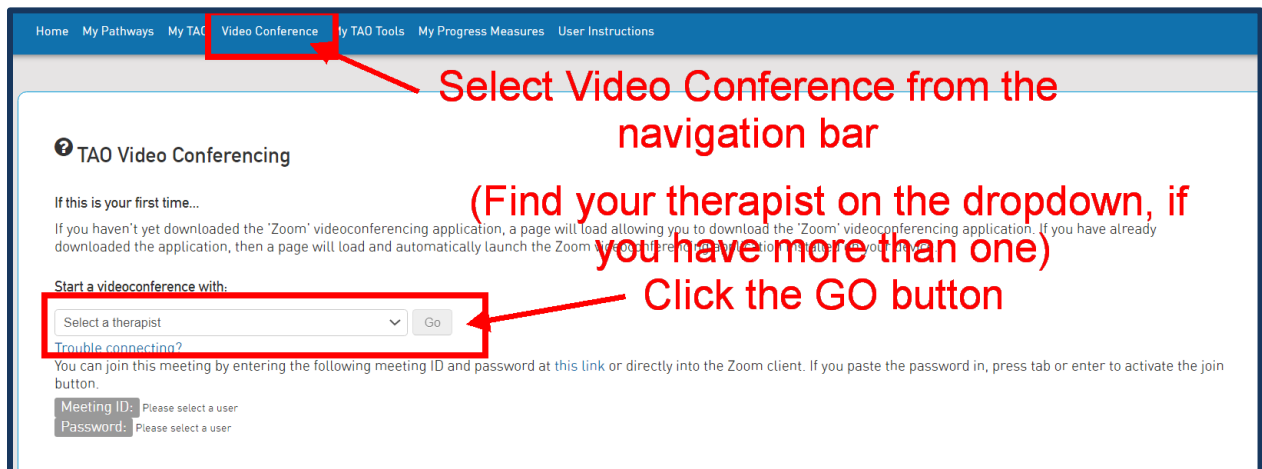 Home My Pathways My TAO Video Conference My TAO Tools My Progress Measures User Instructions
Select Video Conference from the
navigation bar
TAO Video Conferencing
(Find your therapist on the dropdown, if
you have more than one)
Click the GO button
If this is your first time...
If you haven't yet downloaded the 'Zoom' videoconferencing application, a page will load allowing you to download the 'Zoom' videoconferencing application. If you have already
downloaded the application, then a page will load and automatically launch the Zoom videoconferencing application installed on your device.
Start a videoconference with:
Select a therapist Go
Trouble connecting?
You can join this meeting by entering the following meeting ID and password at this link or directly into the Zoom client. If you paste the password in, press tab or enter to activate the join
button.
Meeting ID: Please select a user
Password: Please select a user